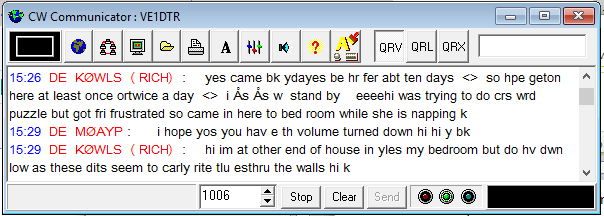 CW Communicator : VE1DTR
A ? A QRV QRL QRX
15:26 DE KØWLS ( RICH) : yes came bk ydayes be hr fer abt ten days <> so hpe geton
here at least once ortwice a day <> i Ås Ås w stand by eeeehi was trying to do crs wrd
puzzle but got fri frustrated so came in here to bed room while she is napping k
15:29 DE MØAYP : i hope yos you hav e th volume turned down hi hi y bk
15:29 DE KØWLS ( RICH) : hi im at other end of house in yles my bedroom but do hv dwn
low as these dits seem to carly rite tlu esthru the walls hi k
1006 Stop Clear Send